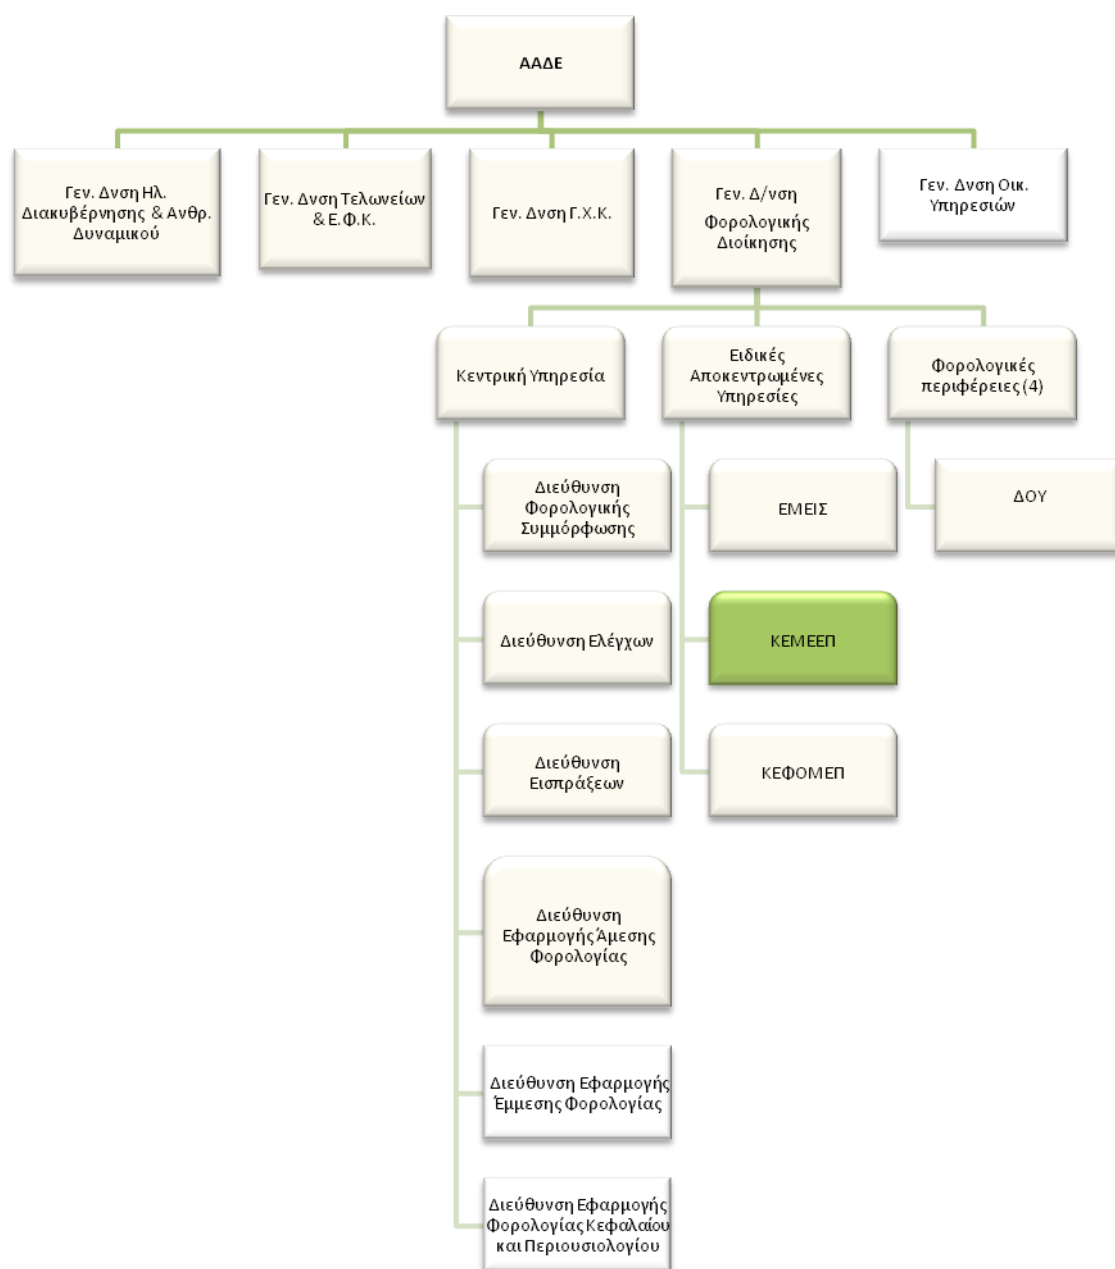 ΑΑΔΕ
Γεν. Δνση Ηλ.
Διακυβέρνησης & Ανθρ.
Δυναμικού
Γεν. Δνση Τελωνείων
& Ε.Φ.Κ.
Γεν. Δνση Γ.Χ.Κ.
Γεν. Δ/νση
Φορολογικής
Διοίκησης
Γεν. Δνση Οικ.
Υπηρεσιών
Κεντρική Υπηρεσία
Ειδικές
Αποκεντρωμένες
Υπηρεσίες
Φορολογικές
περιφέρειες (4)
Διεύθυνση
Φορολογικής
Συμμόρφωσης
ΕΜΕΙΣ
ΔΟΥ
Διεύθυνση Ελέγχων
ΚΕΜΕΕΠ
Διεύθυνση
Εισπράξεων
ΚΕΦΟΜΕΠ
Διεύθυνση
Εφαρμογής Άμεσης
Φορολογίας
Διεύθυνση Εφαρμογής
Έμμεσης Φορολογίας
Διεύθυνση Εφαρμογής
Φορολογίας Κεφαλαίου
και Περιουσιολογίου